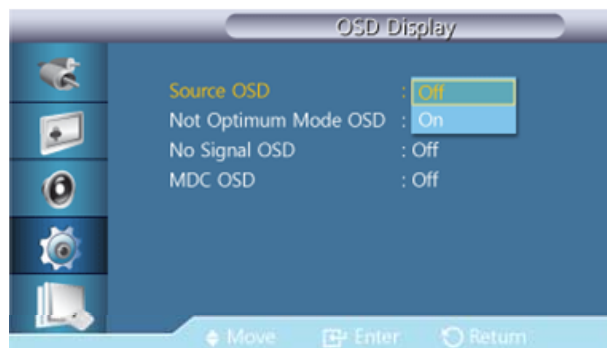 OSD Display
Source OSD : Off
Not Optimum Mode OSD : On
No Signal OSD : Off
MDC OSD : Off
Move Enter Return